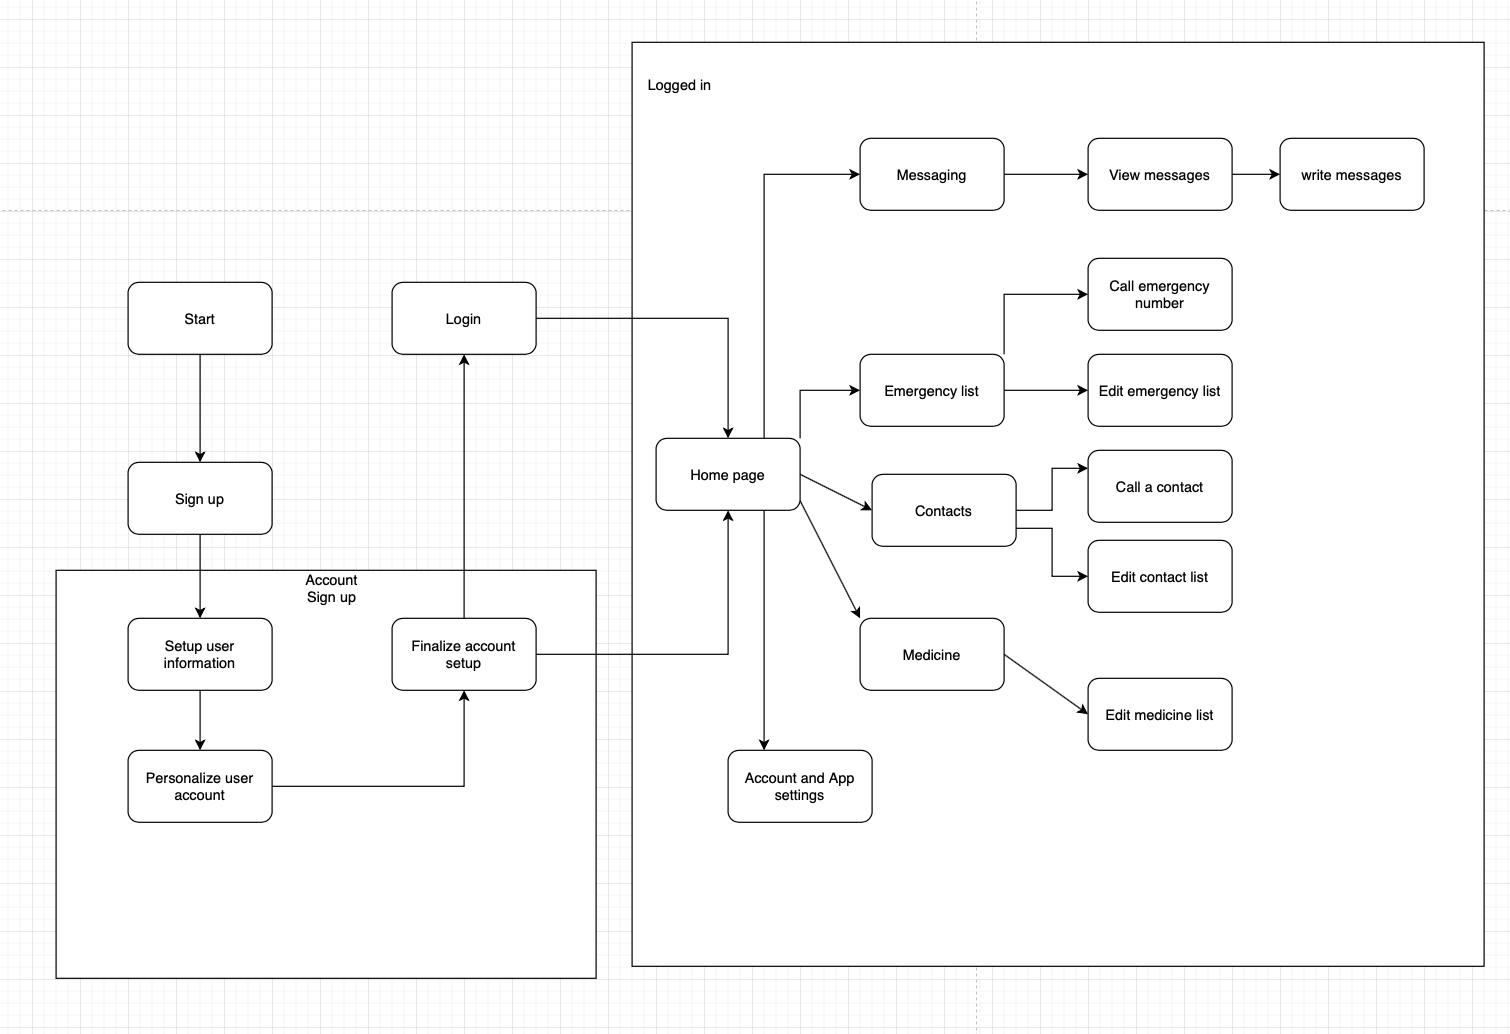 Logged in
Messaging
View messages
write messages
Start
Login
Call emergency
number
Emergency list
Edit emergency list
Home page
Sign up
Contacts
Call a contact
Edit contact list
Account
Sign up
Setup user
information
Finalize account
setup
Medicine
Edit medicine list
Personalize user
account
Account and App
settings